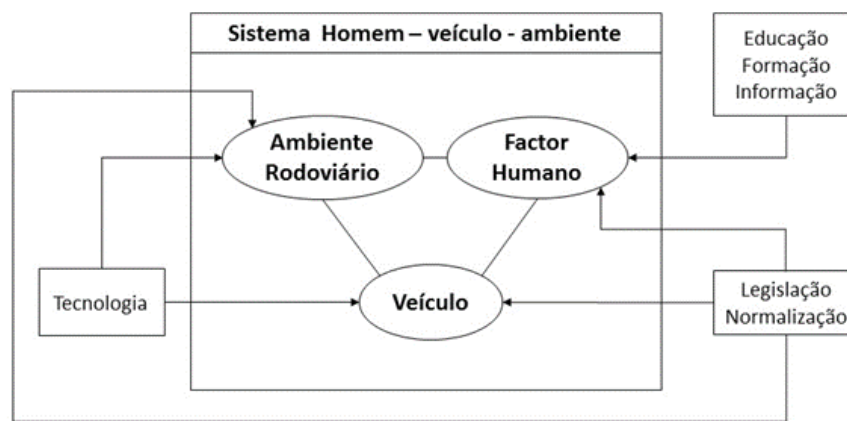 Sistema Homem – veículo - ambiente
Educação
Formação
Informação
Ambiente
Rodoviário
Factor
Humano
Tecnologia
Veículo
Legislação
Normalização